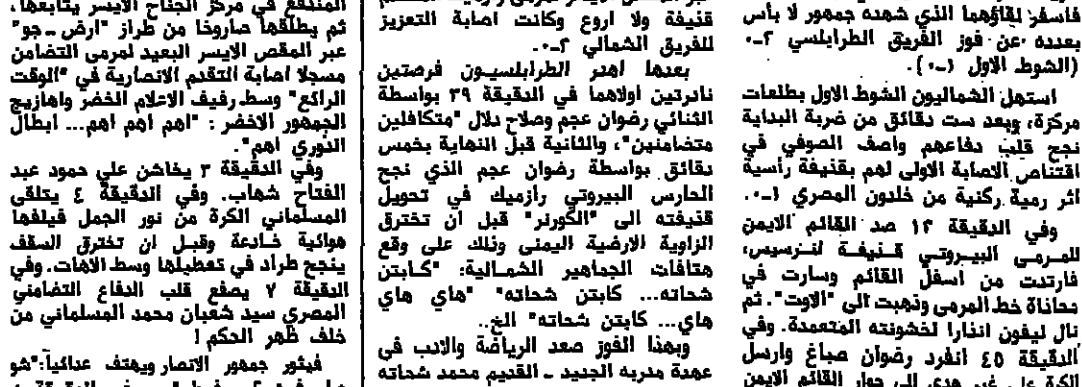 فاسفر لقاؤهما الذي شهده جمهور لا بأس
بعدده عن فوز الفريق الطرابلسي ٢-٠
(الشوط الاول ١-٠).
استهل الشماليون الشوط الاول بطلعات
مركزة، وبعد ست دقائق من ضربة البداية
نجح قلب دفاعهم واصف الصوفي في
اقتناص الاصابة الاولى لهم بقذيفة رأسية
اثر رمية ركنية من خلدون المصري ١-٠.
وفي الدقيقة ١٢ صد القائم الايمن
للمرمى البيروتي قذيفة لنرسيس،
فارتدت من اسفل القائم وسارت في
محاذاة خط المرمى وذهبت الى "الاوت". ثم
نال ليفون انذارا لخشونته المتعمدة. وفي
الدقيقة ٤٥ انفرد رضوان صباغ وارسل
الكرة على غير هدى الى جوار القائم الايمن
قذيفة ولا اروع وكانت اصابة التعزيز
للفريق الشمالي ٢-٠.
بعدها اهدر الطرابلسيون فرصتين
نادرتين اولاهما في الدقيقة ٣٩ بواسطة
الثنائي رضوان عجم وصلاح دلال "متكافلين
متضامنين"، والثانية قبل النهاية بخمس
دقائق بواسطة رضوان عجم الذي نجح
الحارس البيروتي رازميك في تحويل
قذيفته الى "الكورنر" قبل ان تخترق
الزاوية الارضية اليمنى وذلك على وقع
هتافات الجماهير الشمالية: "كابتن
شحاته... كابتن شحاته" "هاي هاي
هاي... كابتن شحاته" الخ..
وبهذا الفوز صعد الرياضة والادب في
عهدة مدربه الجديد - القديم محمد شحاته
المندفع في مركز الجناح الايسر يتابعها،
ثم يطلقها صاروخا من طراز "ارض - جو"
عبر المقص الايسر البعيد لمرمى التضامن
مسجلا اصابة التقدم الانصارية في "الوقت
الرائع" وسط رفيف الاعلام الخضر واهازيج
الجمهور الاخضر : "اهم اهم اهم... ابطال
الدوري اهم".
وفي الدقيقة ٣ يخاشن علي حمود عبد
الفتاح شهاب. وفي الدقيقة ٤ يتلقى
المسلماني الكرة من نور الجمل فيلفها
هوائية خادعة وقبل ان تخترق السقف
ينجح طراد في تعطيلها وسط الاهات. وفي
الدقيقة ٧ يصفع قلب الدفاع التضامني
المصري سيد شعبان محمد المسلماني من
خلف ظهر الحكم !
فيثور جمهور الانصار ويهتف عدائياً:"شو